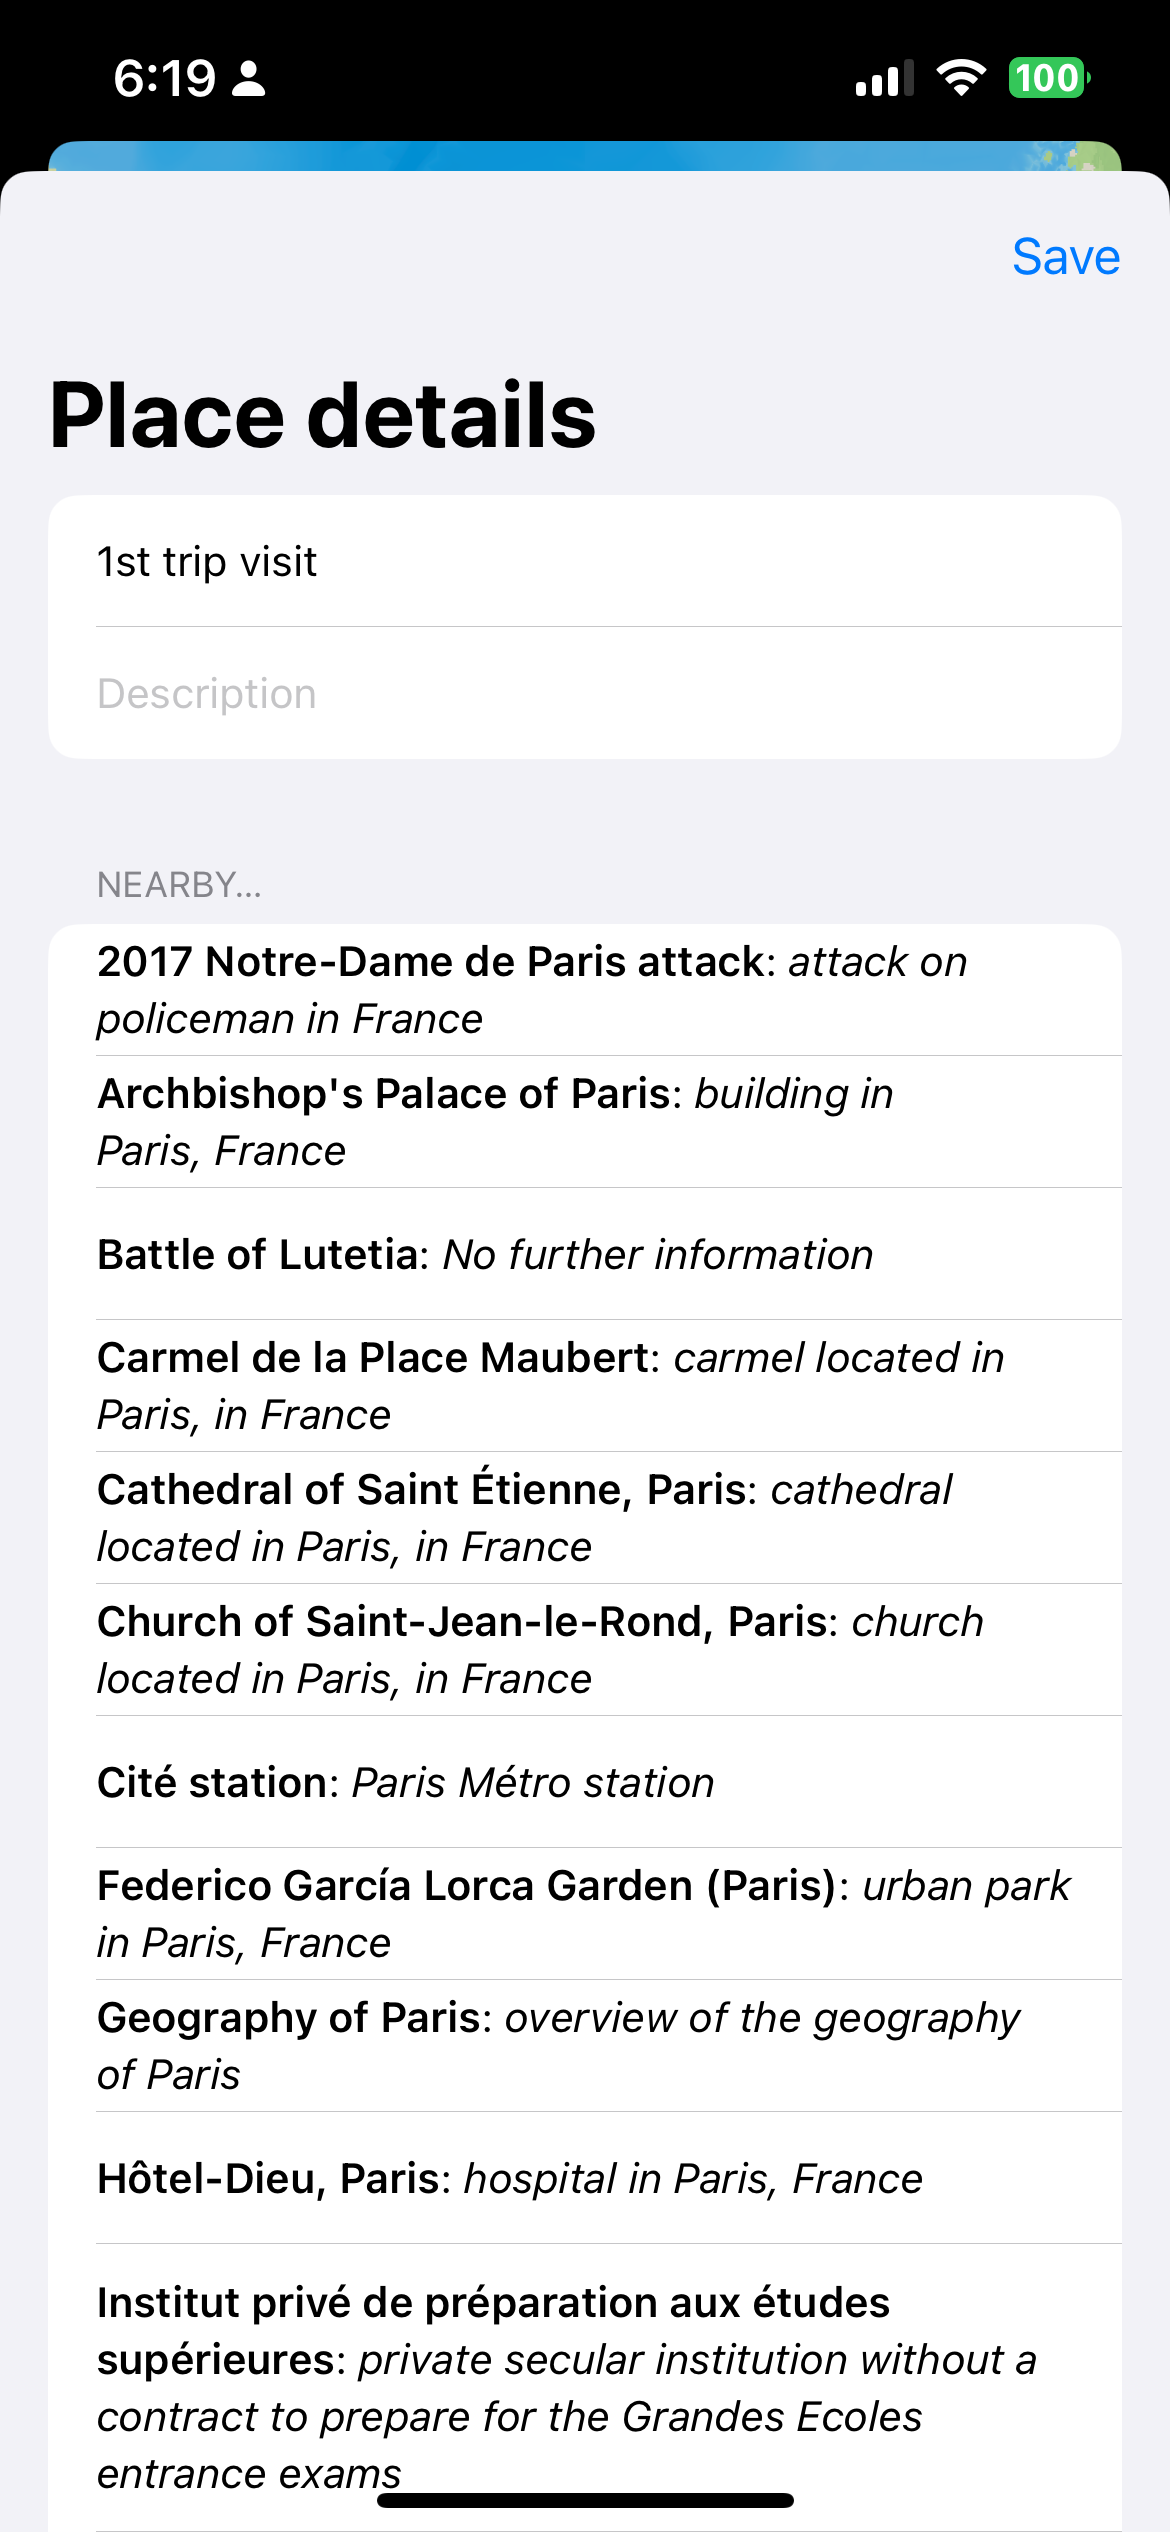 6:19
100
Save
Place details
1st trip visit
Description
NEARBY...
2017 Notre-Dame de Paris attack: attack on
policeman in France
Archbishop's Palace of Paris: building in
Paris, France
Battle of Lutetia: No further information
Carmel de la Place Maubert: carmel located in
Paris, in France
Cathedral of Saint Étienne, Paris: cathedral
located in Paris, in France
Church of Saint-Jean-le-Rond, Paris: church
located in Paris, in France
Cité station: Paris Métro station
Federico García Lorca Garden (Paris): urban park
in Paris, France
Geography of Paris: overview of the geography
of Paris
Hôtel-Dieu, Paris: hospital in Paris, France
Institut privé de préparation aux études
supérieures: private secular institution without a
contract to prepare for the Grandes Ecoles
entrance exams